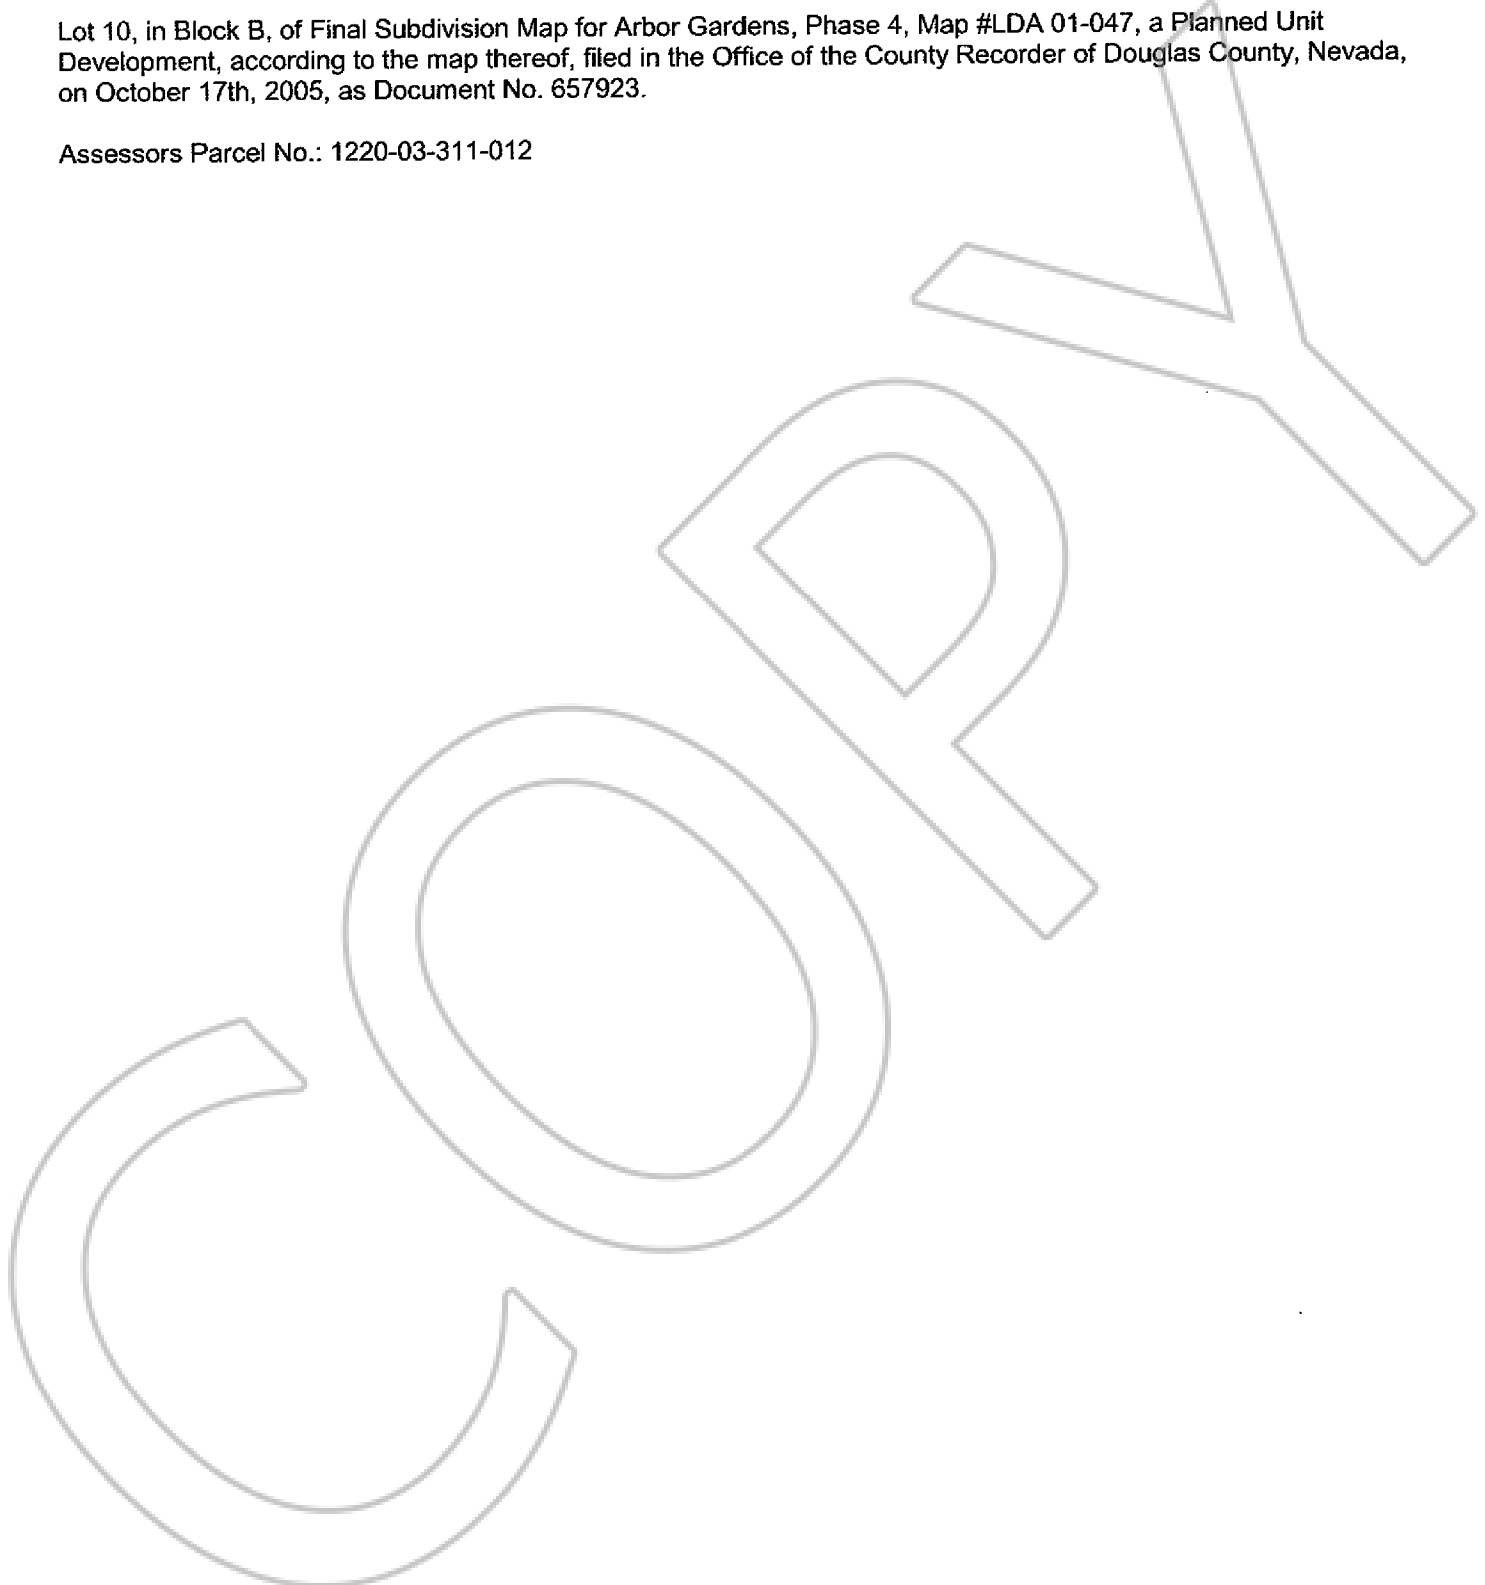 Lot 10, in Block B, of Final Subdivision Map for Arbor Gardens, Phase 4, Map #LDA 01-047, a Planned Unit
Development, according to the map thereof, filed in the Office of the County Recorder of Douglas County, Nevada,
on October 17th, 2005, as Document No. 657923.
Assessors Parcel No.: 1220-03-311-012
COPY